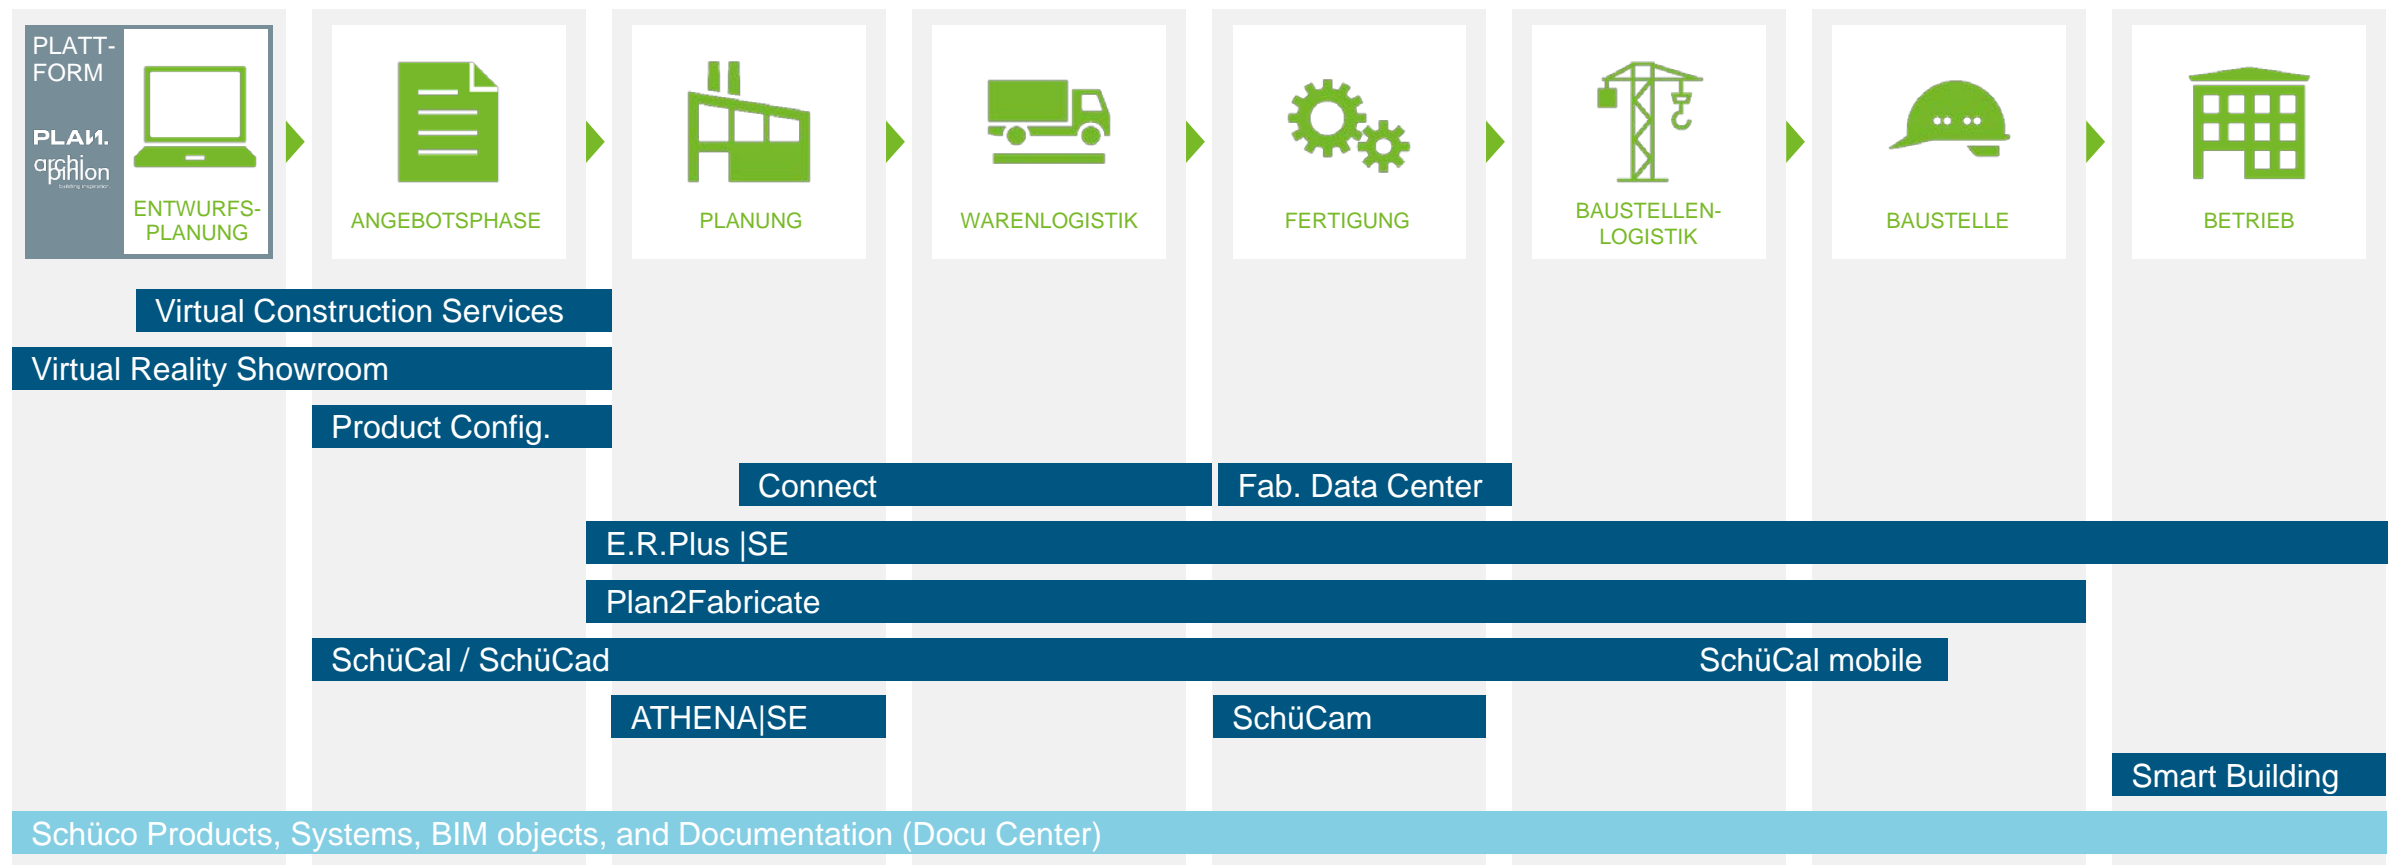 PLATT-
FORM
PLAN.
archi
pinion
building inspiration
ENTWURFS-
PLANUNG
ANGEBOTSPHASE
PLANUNG
WARENLOGISTIK
FERTIGUNG
BAUSTELLEN-
LOGISTIK
BAUSTELLE
BETRIEB
Virtual Construction Services
Virtual Reality Showroom
Product Config.
Connect
Fab. Data Center
E.R.Plus |SE
Plan2Fabricate
SchüCal / SchüCad
SchüCal mobile
ATHENA|SE
SchüCam
Smart Building
Schüco Products, Systems, BIM objects, and Documentation (Docu Center)